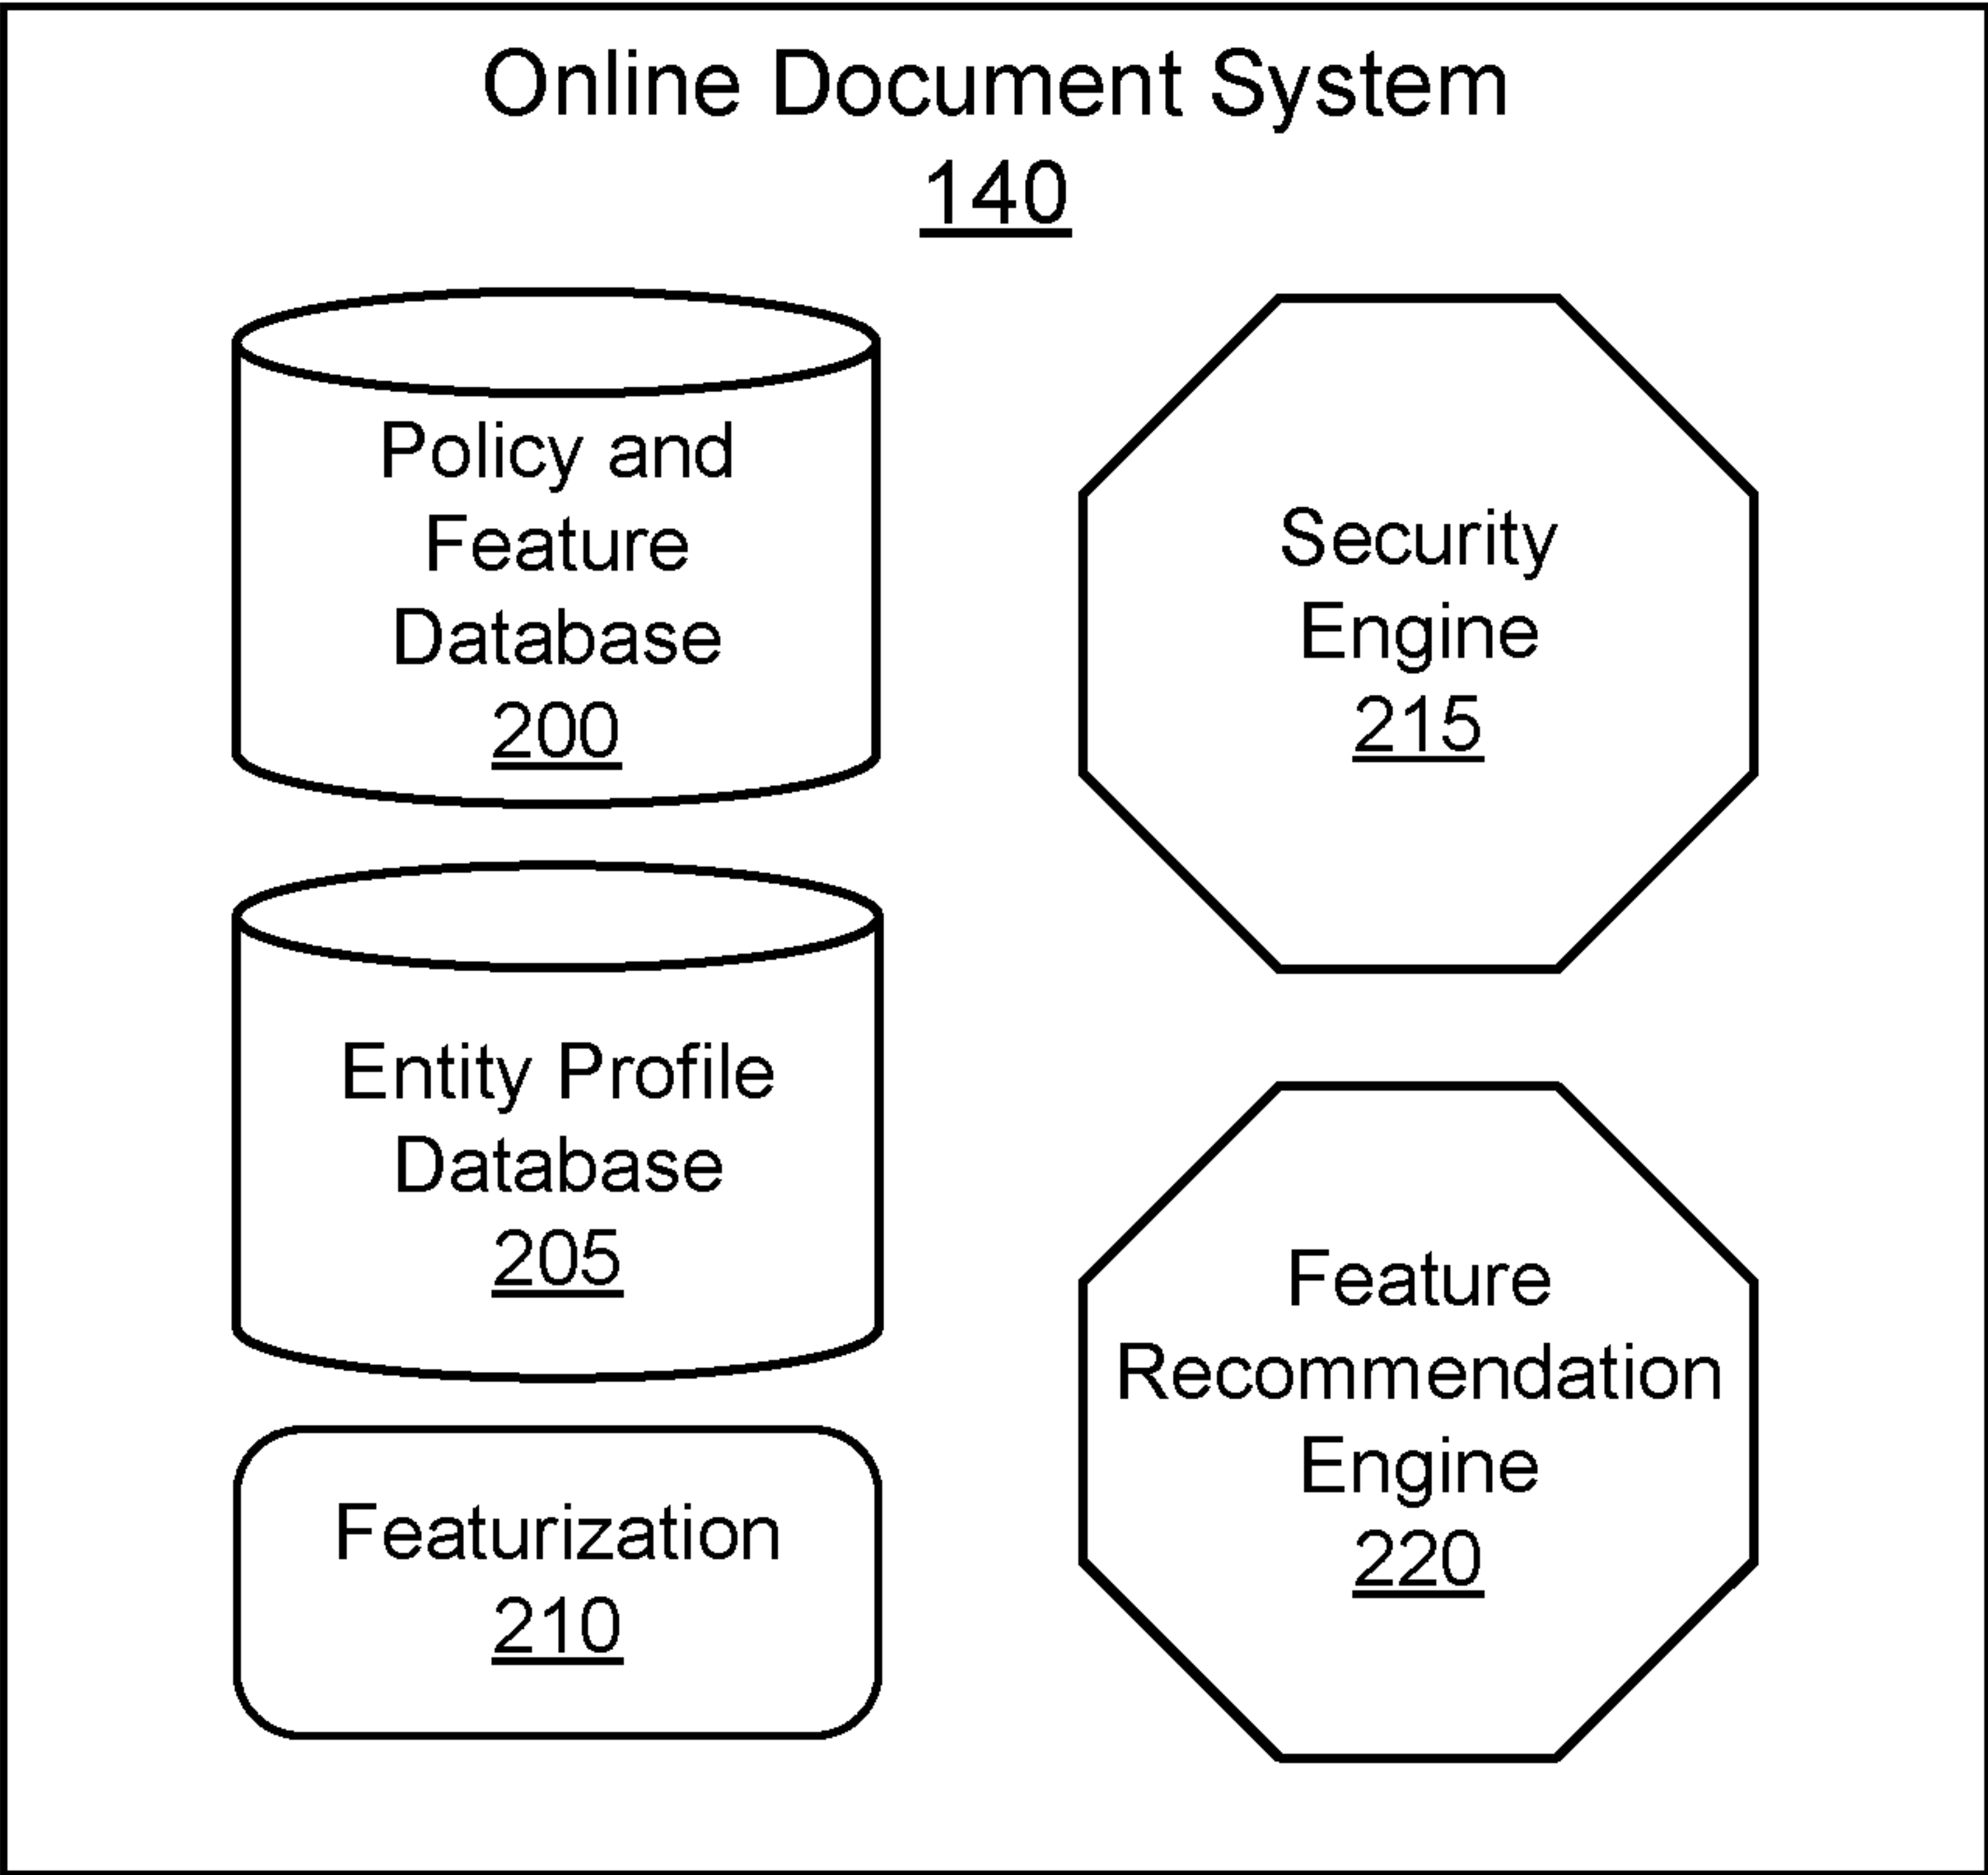 Online Document System
140
Policy and
Feature
Database
200
Entity Profile
Database
205
Featurization
210
Security
Engine
215
Feature
Recommendation
Engine
220